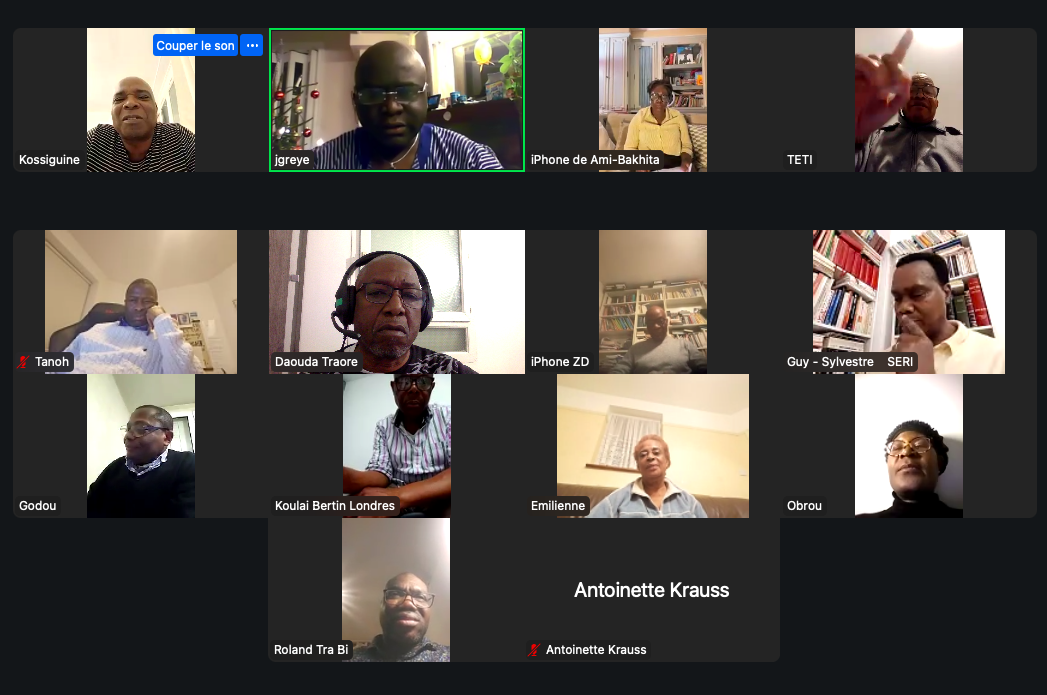 Couper le son ...
Kossiguine
jgreye
iPhone de Ami-Bakhita
TETI
Tanoh
Daouda Traore
iPhone ZD
Guy - Sylvestre SERI
Godou
Koulai Bertin Londres
Emilienne
Obrou
Roland Tra Bi
Antoinette Krauss
Antoinette Krauss